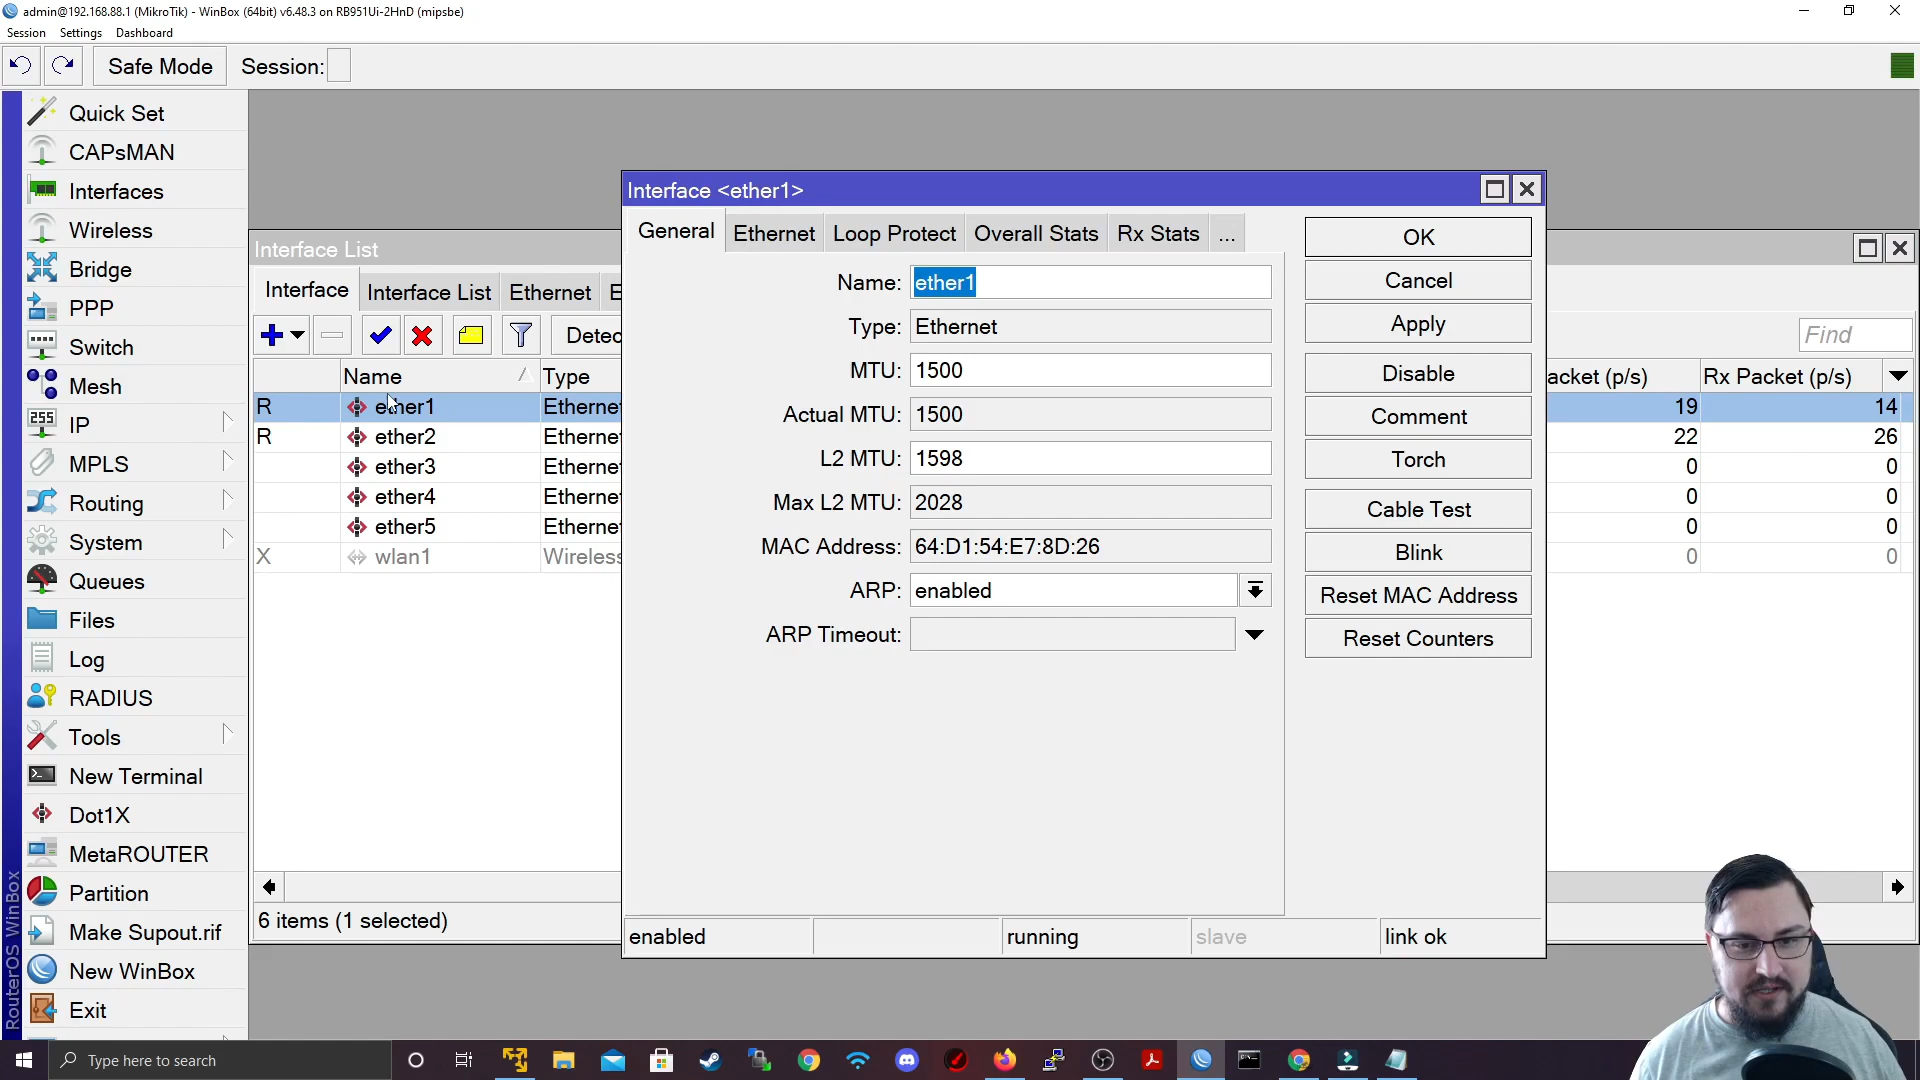 admin@192.168.88.1 (MikroTik) - WinBox (64bit) v6.48.3 on RB951Ui-2HnD (mipsbe)
Session Settings Dashboard
Safe Mode Session:
Quick Set
CAPsMAN
Interfaces
Wireless
Bridge
PPP
Switch
Mesh
IP
MPLS
Routing
System
Queues
Files
Log
RADIUS
Tools
New Terminal
Dot1X
MetaROUTER
Partition
Make Supout.rif
New WinBox
Exit
RouterOS WinBox
Interface List
Interface Interface List Ethernet E
Detec
Name Type
R ether1 Etherne
R ether2 Etherne
ether3 Etherne
ether4 Etherne
ether5 Etherne
X wlan1 Wireless
6 items (1 selected)
Interface <ether1>
General Ethernet Loop Protect Overall Stats Rx Stats ...
Name: ether1
Type: Ethernet
MTU: 1500
Actual MTU: 1500
L2 MTU: 1598
Max L2 MTU: 2028
MAC Address: 64:D1:54:E7:8D:26
ARP: enabled
ARP Timeout:
OK
Cancel
Apply
Disable
Comment
Torch
Cable Test
Blink
Reset MAC Address
Reset Counters
enabled running slave link ok
Find
acket (p/s) Rx Packet (p/s)
19 14
22 26
0 0
0 0
0 0
0 0
Type here to search